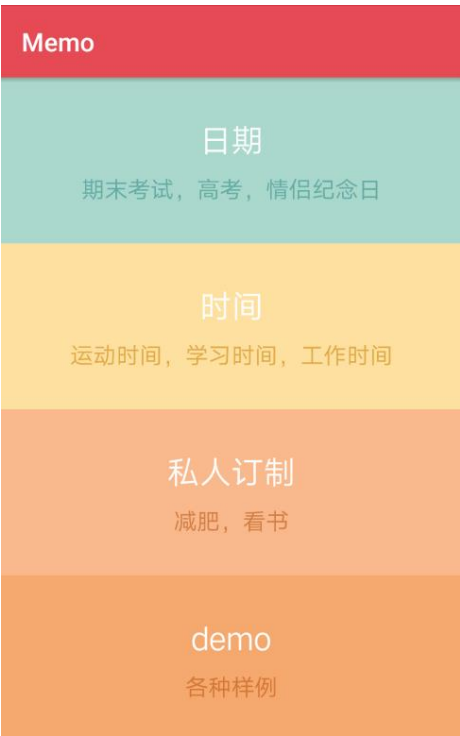 Memo
日期
期末考试，高考，情侣纪念日
时间
运动时间，学习时间，工作时间
私人订制
减肥，看书
demo
各种样例